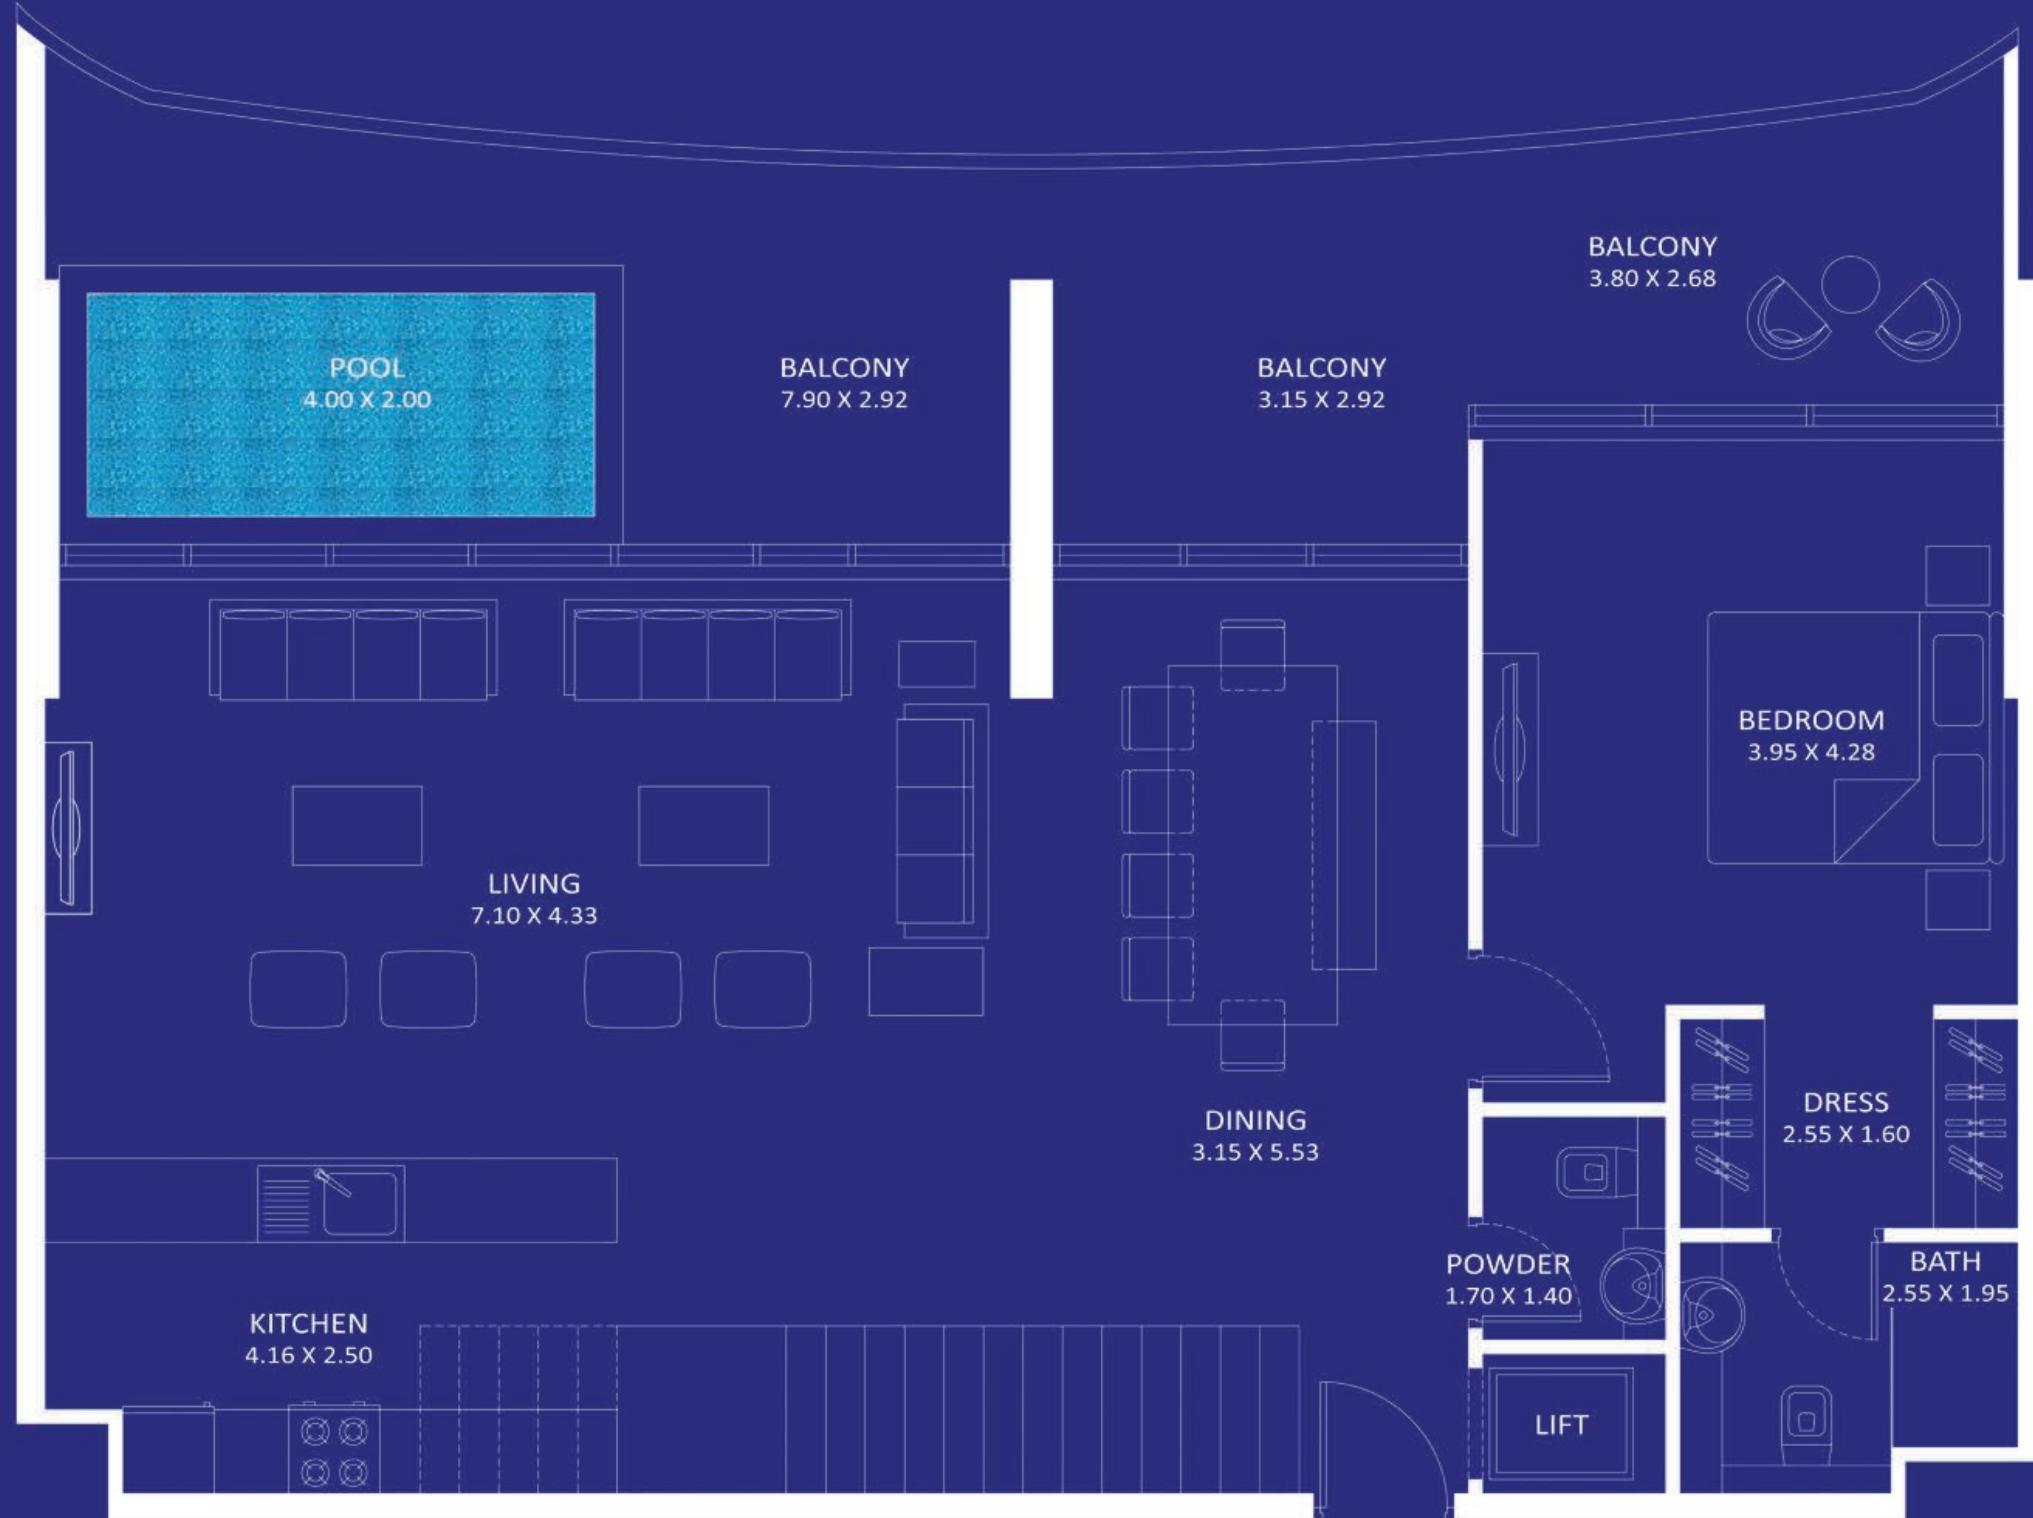 BALCONY
3.80 X 2.68
POOL
4.00 X 2.00
BALCONY
7.90 X 2.92
BALCONY
3.15 X 2.92
BEDROOM
3.95 X 4.28
LIVING
7.10 X 4.33
DINING
3.15 X 5.53
DRESS
2.55 X 1.60
POWDER
1.70 X 1.40
BATH
2.55 X 1.95
KITCHEN
4.16 X 2.50
LIFT